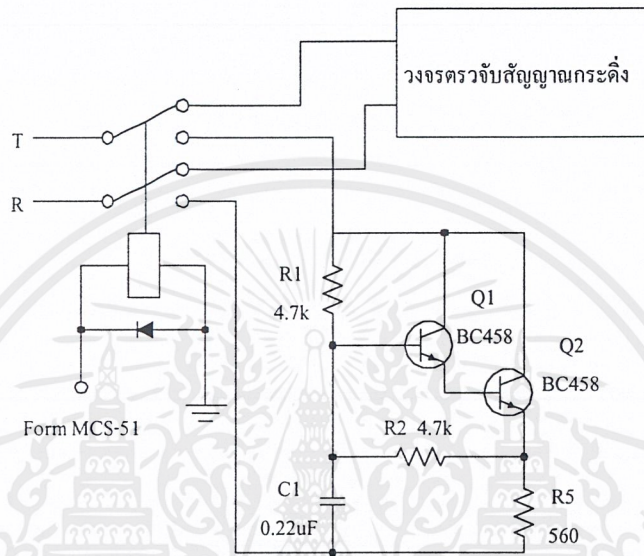 วงจรตรวจับสัญญาณกระดิ่ง
T
R
R1
4.7k
Q1
BC458
Q2
BC458
Form MCS-51
R2 4.7k
C1
0.22uF
R5
560